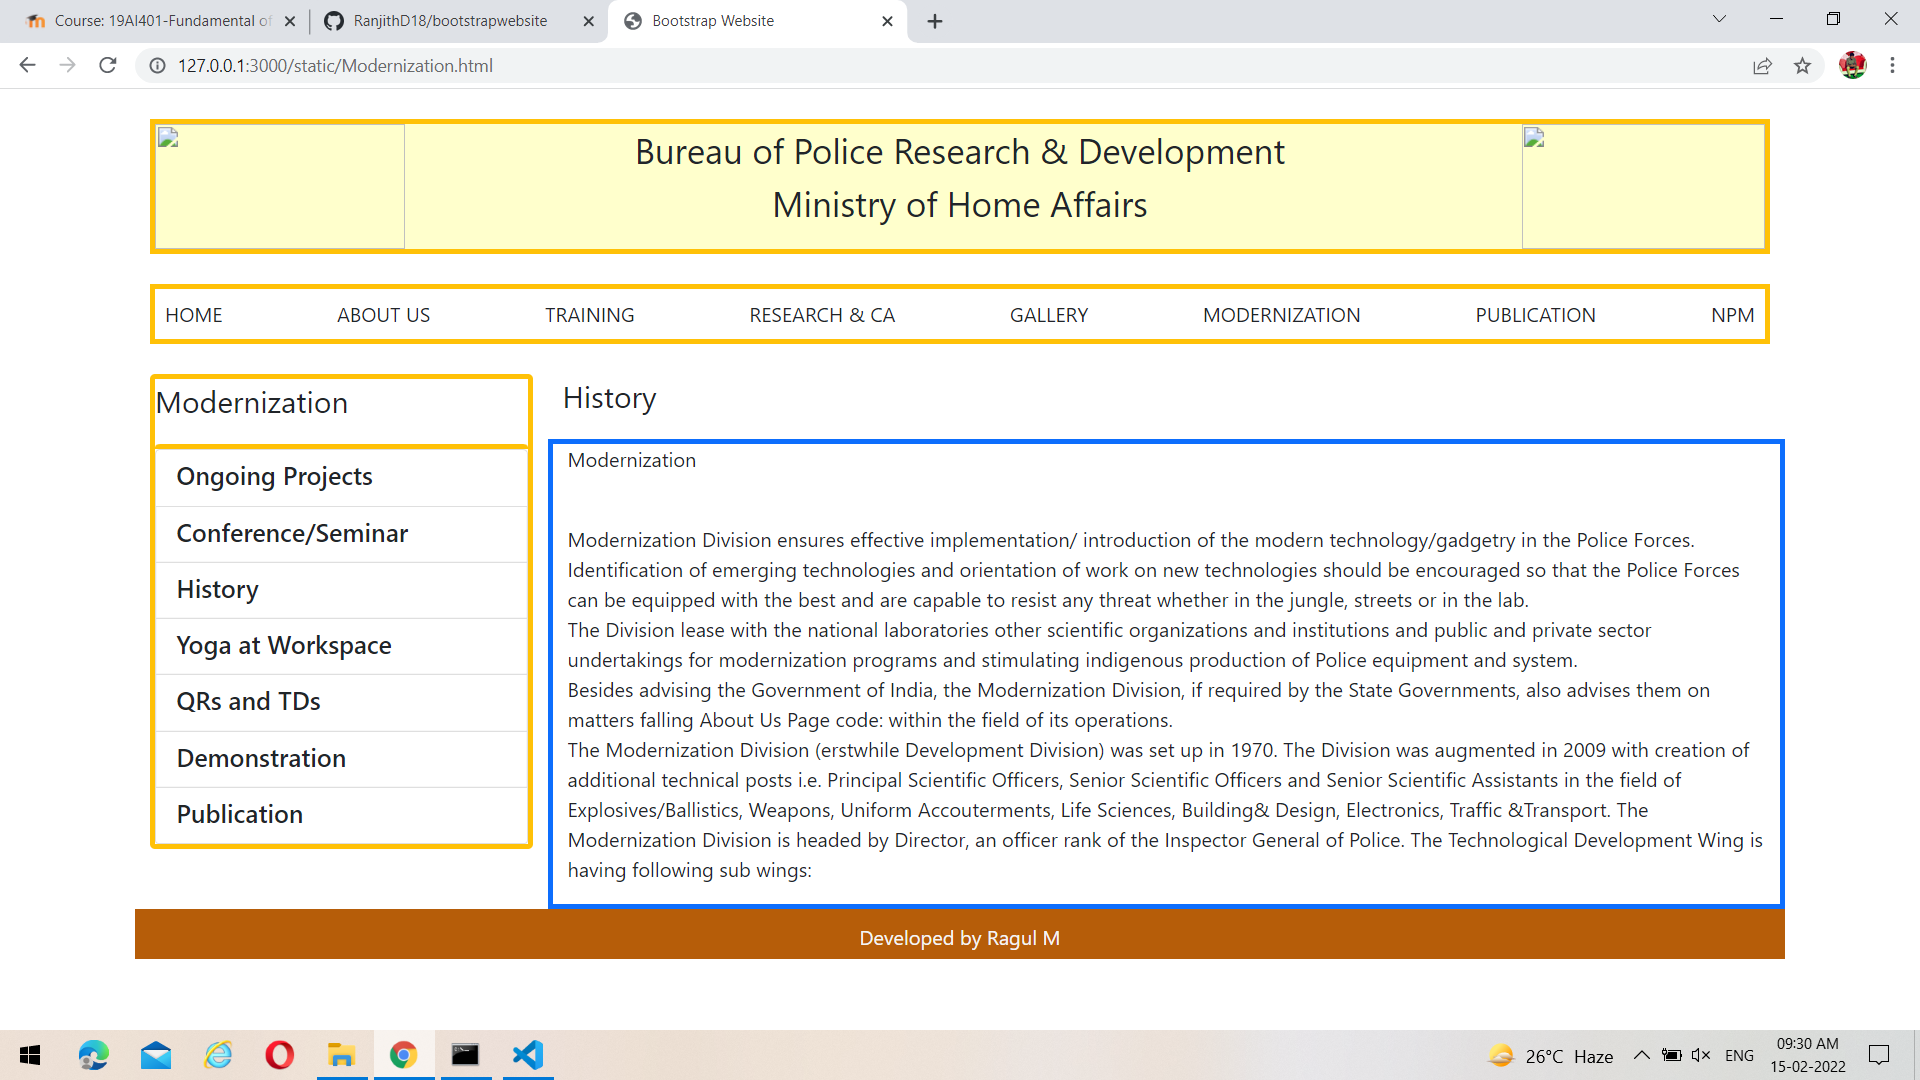 Course: 19AI401-Fundamental of
RanjithD18/bootstrapwebsite
Bootstrap Website
127.0.0.1:3000/static/Modernization.html
Bureau of Police Research & Development
Ministry of Home Affairs
HOME ABOUT US TRAINING RESEARCH & CA GALLERY MODERNIZATION PUBLICATION NPM
Modernization
Ongoing Projects
Conference/Seminar
History
Yoga at Workspace
QRs and TDs
Demonstration
Publication
History
Modernization
Modernization Division ensures effective implementation/ introduction of the modern technology/gadgetry in the Police Forces.
Identification of emerging technologies and orientation of work on new technologies should be encouraged so that the Police Forces
can be equipped with the best and are capable to resist any threat whether in the jungle, streets or in the lab.
The Division lease with the national laboratories other scientific organizations and institutions and public and private sector
undertakings for modernization programs and stimulating indigenous production of Police equipment and system.
Besides advising the Government of India, the Modernization Division, if required by the State Governments, also advises them on
matters falling About Us Page code: within the field of its operations.
The Modernization Division (erstwhile Development Division) was set up in 1970. The Division was augmented in 2009 with creation of
additional technical posts i.e. Principal Scientific Officers, Senior Scientific Officers and Senior Scientific Assistants in the field of
Explosives/Ballistics, Weapons, Uniform Accouterments, Life Sciences, Building& Design, Electronics, Traffic &Transport. The
Modernization Division is headed by Director, an officer rank of the Inspector General of Police. The Technological Development Wing is
having following sub wings:
Developed by Ragul M
26°C Haze
ENG
09:30 AM
15-02-2022